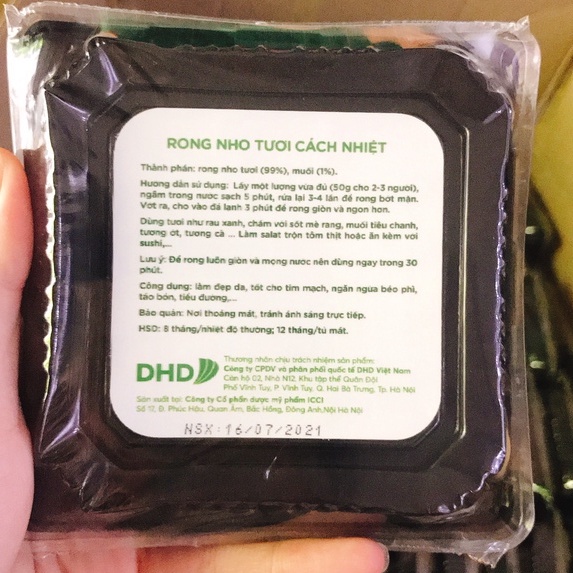 RONG NHO TƯƠI CÁCH NHIỆT
Thành phần: rong nho tươi (99%), muối (1%).
Hướng dẫn sử dụng: Lấy một lượng vừa đủ (50g cho 2-3 người),
ngâm trong nước sạch 5 phút, rửa lại 3-4 lần để rong bớt mặn.
Vớt ra, cho vào đá lạnh 3 phút để rong giòn và ngon hơn.
Dùng tươi như rau xanh, chấm với sốt mè rang, muối tiêu chanh,
tương ớt, tương cà ... Làm salat trộn tôm thịt hoặc ăn kèm với
sushi,...
Lưu ý: Để rong luôn giòn và mọng nước nên dùng ngay trong 30
phút.
Công dụng: làm đẹp da, tốt cho tim mạch, ngăn ngừa béo phì,
táo bón, tiểu đường,...
Bảo quản: Nơi thoáng mát, tránh ánh sáng trực tiếp.
HSD: 8 tháng/nhiệt độ thường; 12 tháng/tủ mát.
DHD
Thương nhân chịu trách nhiệm sản phẩm:
Công ty CPDV và phân phối quốc tế DHD Việt Nam
Căn hộ 02, Nhà N12, Khu tập thể Quân Đội
Phố Vĩnh Tuy, P. Vĩnh Tuy, Q. Hai Bà Trưng, Tp. Hà Nội
Sản xuất tại: Công ty Cổ phần dược mỹ phẩm ICCI
Số 17, Đ. Phúc Hậu, Quan Âm, Bắc Hồng, Đông Anh,Nội Hà Nội
NSX:16/07/2021